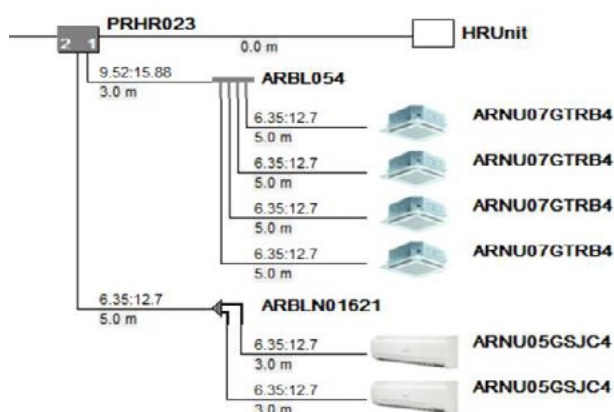 PRHR023
2 1
HRUnit
0.0 m
9.52:15.88
3.0 m
ARBL054
6.35:12.7
5.0 m
ARNU07GTRB4
6.35:12.7
5.0 m
ARNU07GTRB4
6.35:12.7
5.0 m
ARNU07GTRB4
6.35:12.7
5.0 m
ARNU07GTRB4
6.35:12.7
5.0 m
ARBLN01621
6.35:12.7
3.0 m
ARNU05GSJC4
6.35:12.7
3.0 m
ARNU05GSJC4